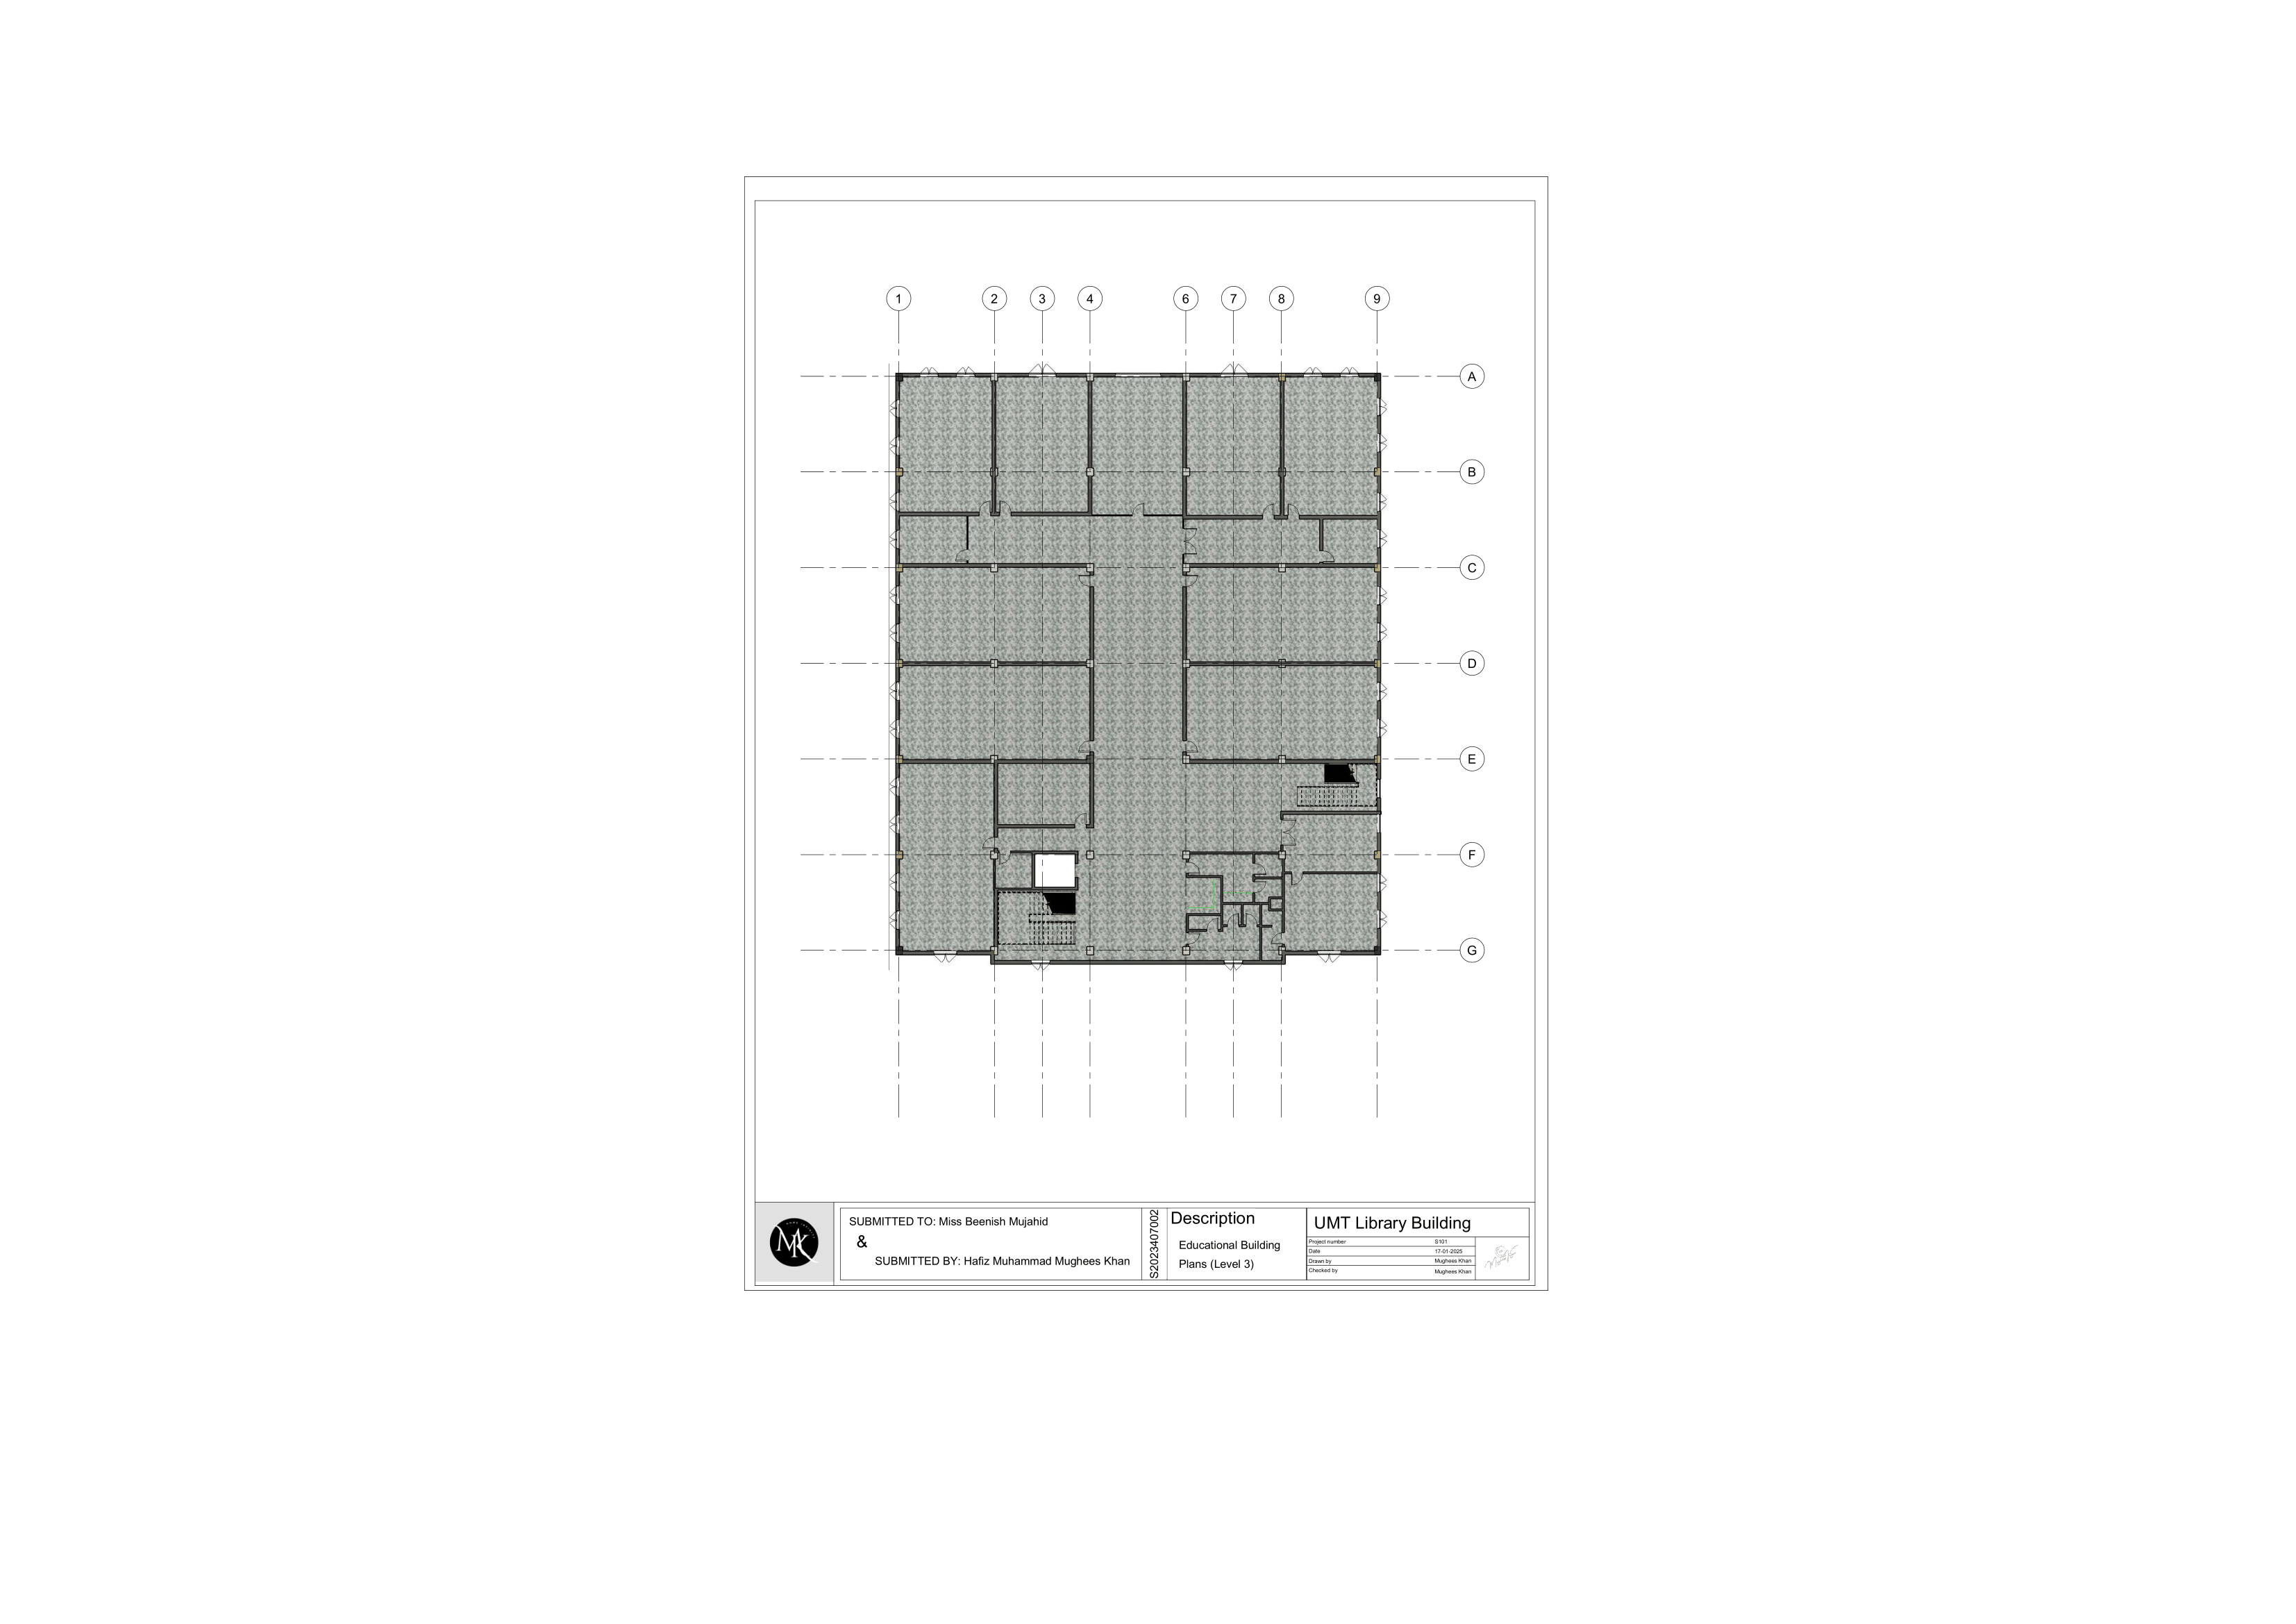 1 2 3 4 6 7 8 9
A
B
C
D
E
F
G
MK
SUBMITTED TO: Miss Beenish Mujahid
&
SUBMITTED BY: Hafiz Muhammad Mughees Khan
S2023407002
Description
Educational Building
Plans (Level 3)
UMT Library Building
Project number S101
Date 17-01-2025
Drawn by Mughees Khan
Checked by Mughees Khan